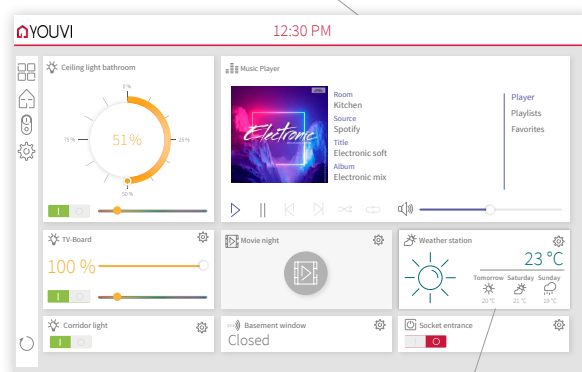 YOUVI
12:30 PM
Ceiling light bathroom
0 %
75 %
51 %
25 %
50 %
I O
Music Player
Electronic
Room
Kitchen
Source
Spotify
Title
Electronic soft
Album
Electronic mix
Player
Playlists
Favorites
TV-Board
100 %
I O
Movie night
Weather station
23 °C
Tomorrow Saturday Sunday
20 °C 22 °C 18 °C
Corridor light
I O
Basement window
Closed
Socket entrance
I O